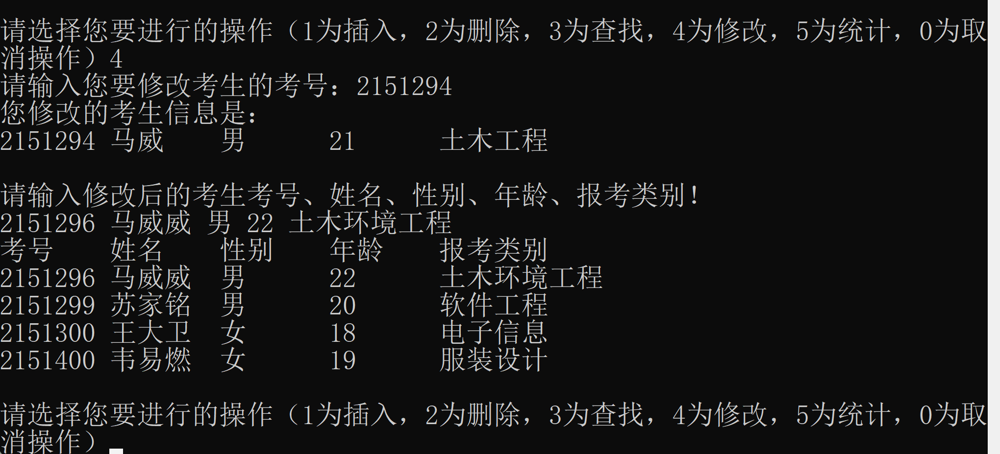 请选择您要进行的操作（1为插入，2为删除，3为查找，4为修改，5为统计，0为取
消操作）4
请输入您要修改考生的考号：2151294
您修改的考生信息是：
2151294 马威    男      21      土木工程
请输入修改后的考生考号、姓名、性别、年龄、报考类别！
2151296 马威威 男 22 土木环境工程
考号    姓名    性别    年龄    报考类别
2151296 马威威  男      22      土木环境工程
2151299 苏家铭  男      20      软件工程
2151300 王大卫  女      18      电子信息
2151400 韦易燃  女      19      服装设计
请选择您要进行的操作（1为插入，2为删除，3为查找，4为修改，5为统计，0为取
消操作）